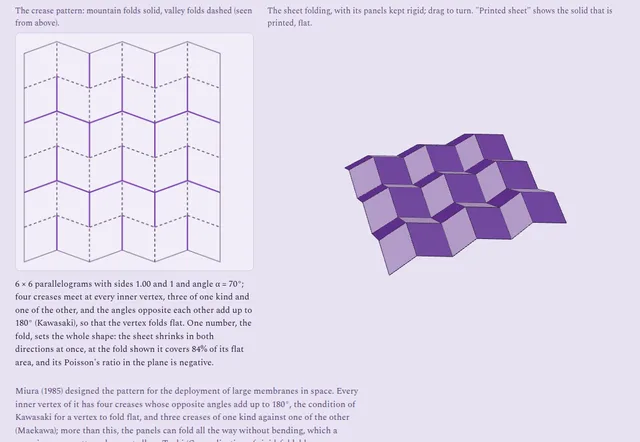 The crease pattern: mountain folds solid, valley folds dashed (seen
from above).
The sheet folding, with its panels kept rigid; drag to turn. "Printed sheet" shows the solid that is
printed, flat.
6 × 6 parallelograms with sides 1.00 and 1 and angle α = 70°;
four creases meet at every inner vertex, three of one kind and
one of the other, and the angles opposite each other add up to
180° (Kawasaki), so that the vertex folds flat. One number, the
fold, sets the whole shape: the sheet shrinks in both
directions at once, at the fold shown it covers 84% of its flat
area, and its Poisson's ratio in the plane is negative.
Miura (1985) designed the pattern for the deployment of large membranes in space. Every
inner vertex of it has four creases whose opposite angles add up to 180°, the condition of
Kawasaki for a vertex to fold flat, and three creases of one kind against one of the other
(Maekawa); more than this, the panels can fold all the way without bending, which a